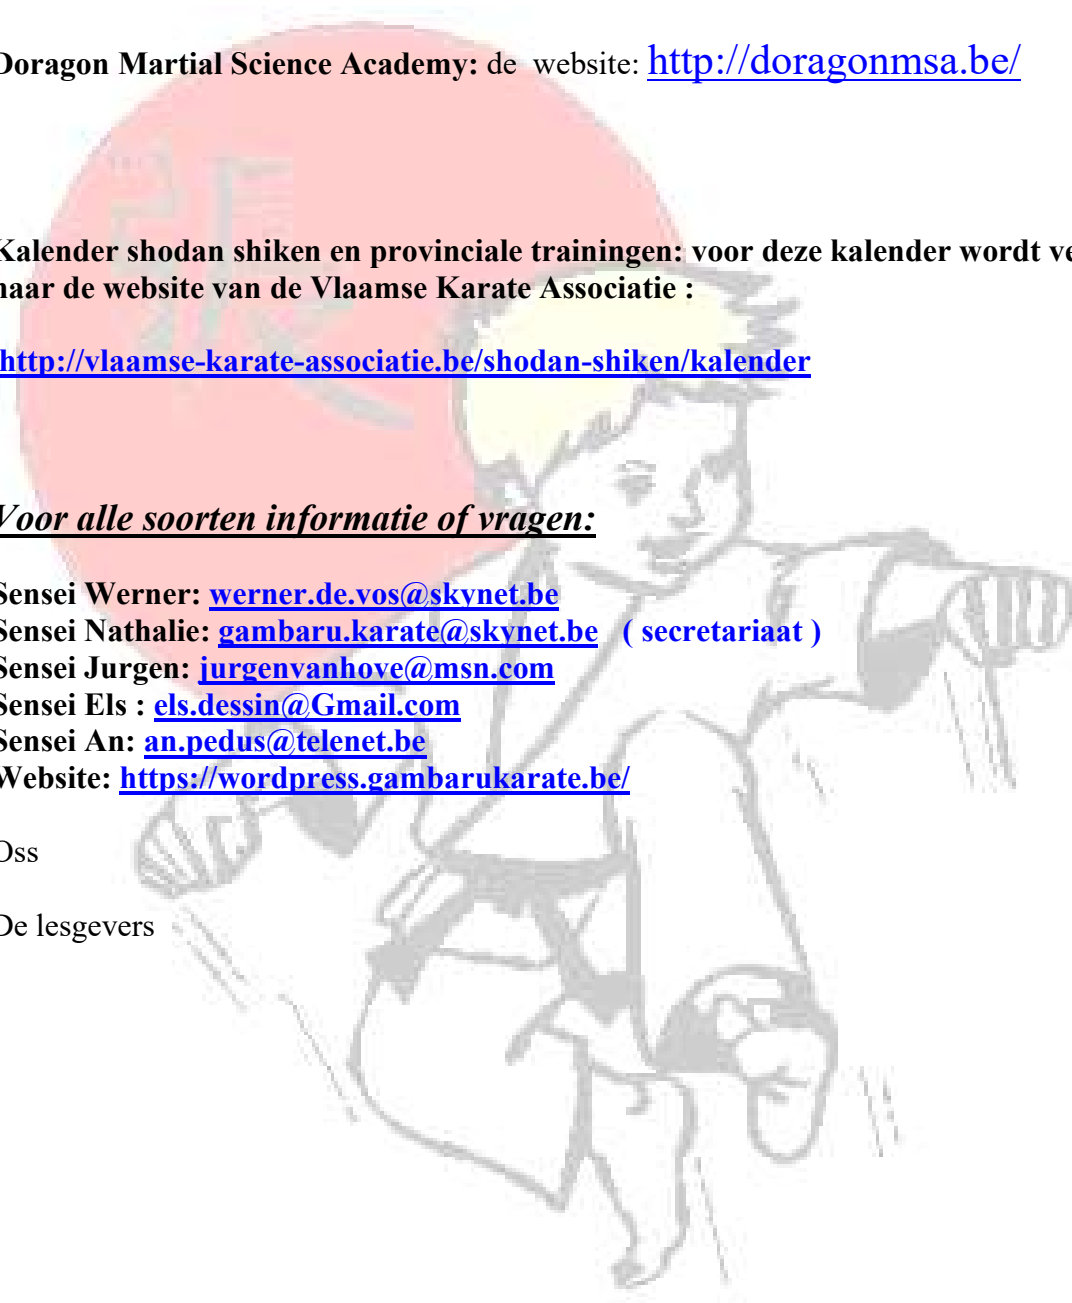 Doragon Martial Science Academy: de website: http://doragonmsa.be/
Kalender shodan shiken en provinciale trainingen: voor deze kalender wordt ve
naar de website van de Vlaamse Karate Associatie :
http://vlaamse-karate-associatie.be/shodan-shiken/kalender
Voor alle soorten informatie of vragen:
Sensei Werner: werner.de.vos@skynet.be
Sensei Nathalie: gambaru.karate@skynet.be ( secretariaat )
Sensei Jurgen: jurgenvanhove@msn.com
Sensei Els : els.dessin@Gmail.com
Sensei An: an.pedus@telenet.be
Website: https://wordpress.gambarukarate.be/
Oss
De lesgevers